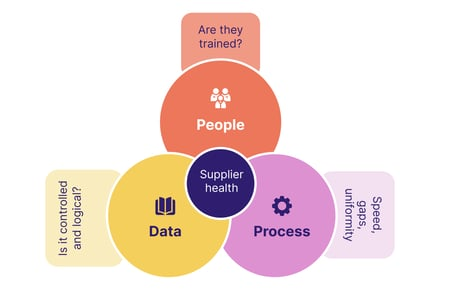 Are they
trained?
People
Supplier
health
Is it controlled
and logical?
Data
Process
Speed,
gaps,
uniformity